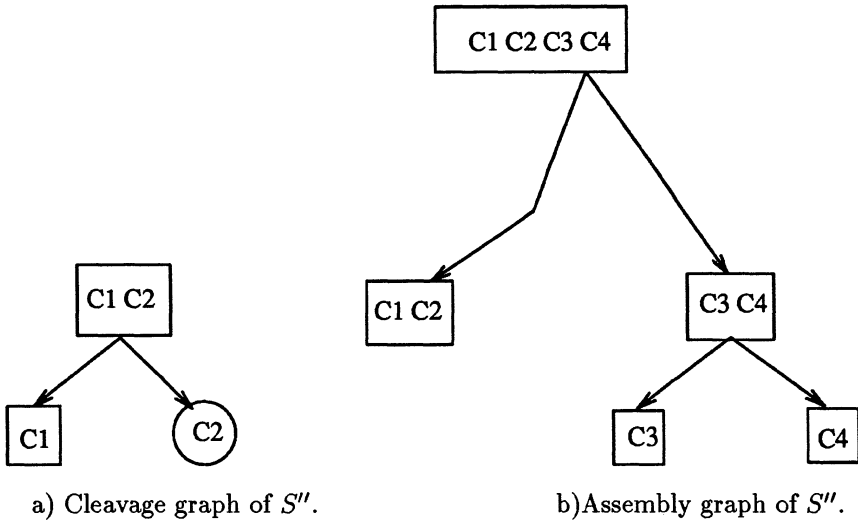 C1 C2 C3 C4
C1 C2
C1 C2
C3 C4
C1
C2
C3
C4
a) Cleavage graph of S″.
b)Assembly graph of S″.